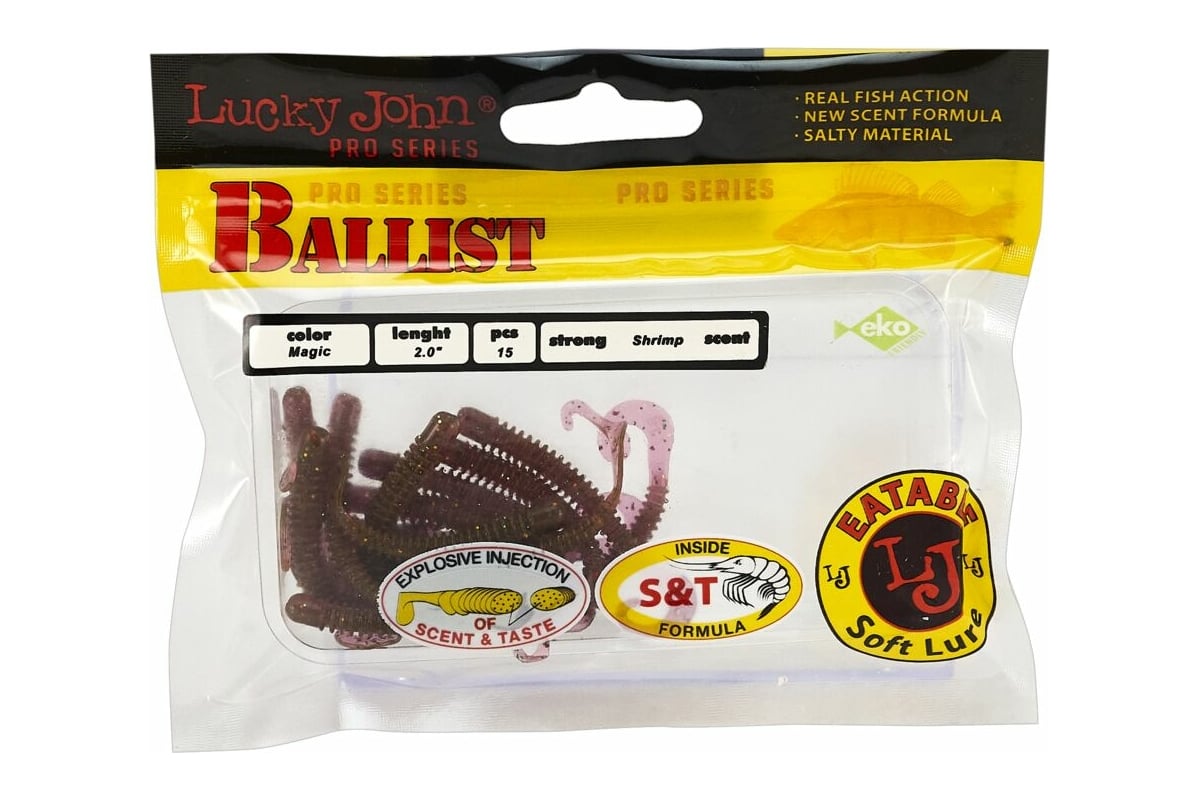 Lucky John®
PRO SERIES
· REAL FISH ACTION
· NEW SCENT FORMULA
· SALTY MATERIAL
PRO SERIES
PRO SERIES
BALLIST
color
Magic
lenght
2.0"
pcs
15
strong Shrimp scent
eko
FRIENDLY
EXPLOSIVE INJECTION
OF
SCENT & TASTE
INSIDE
S&T
FORMULA
EATABLE
LJ
LJ
LJ
Soft Lure